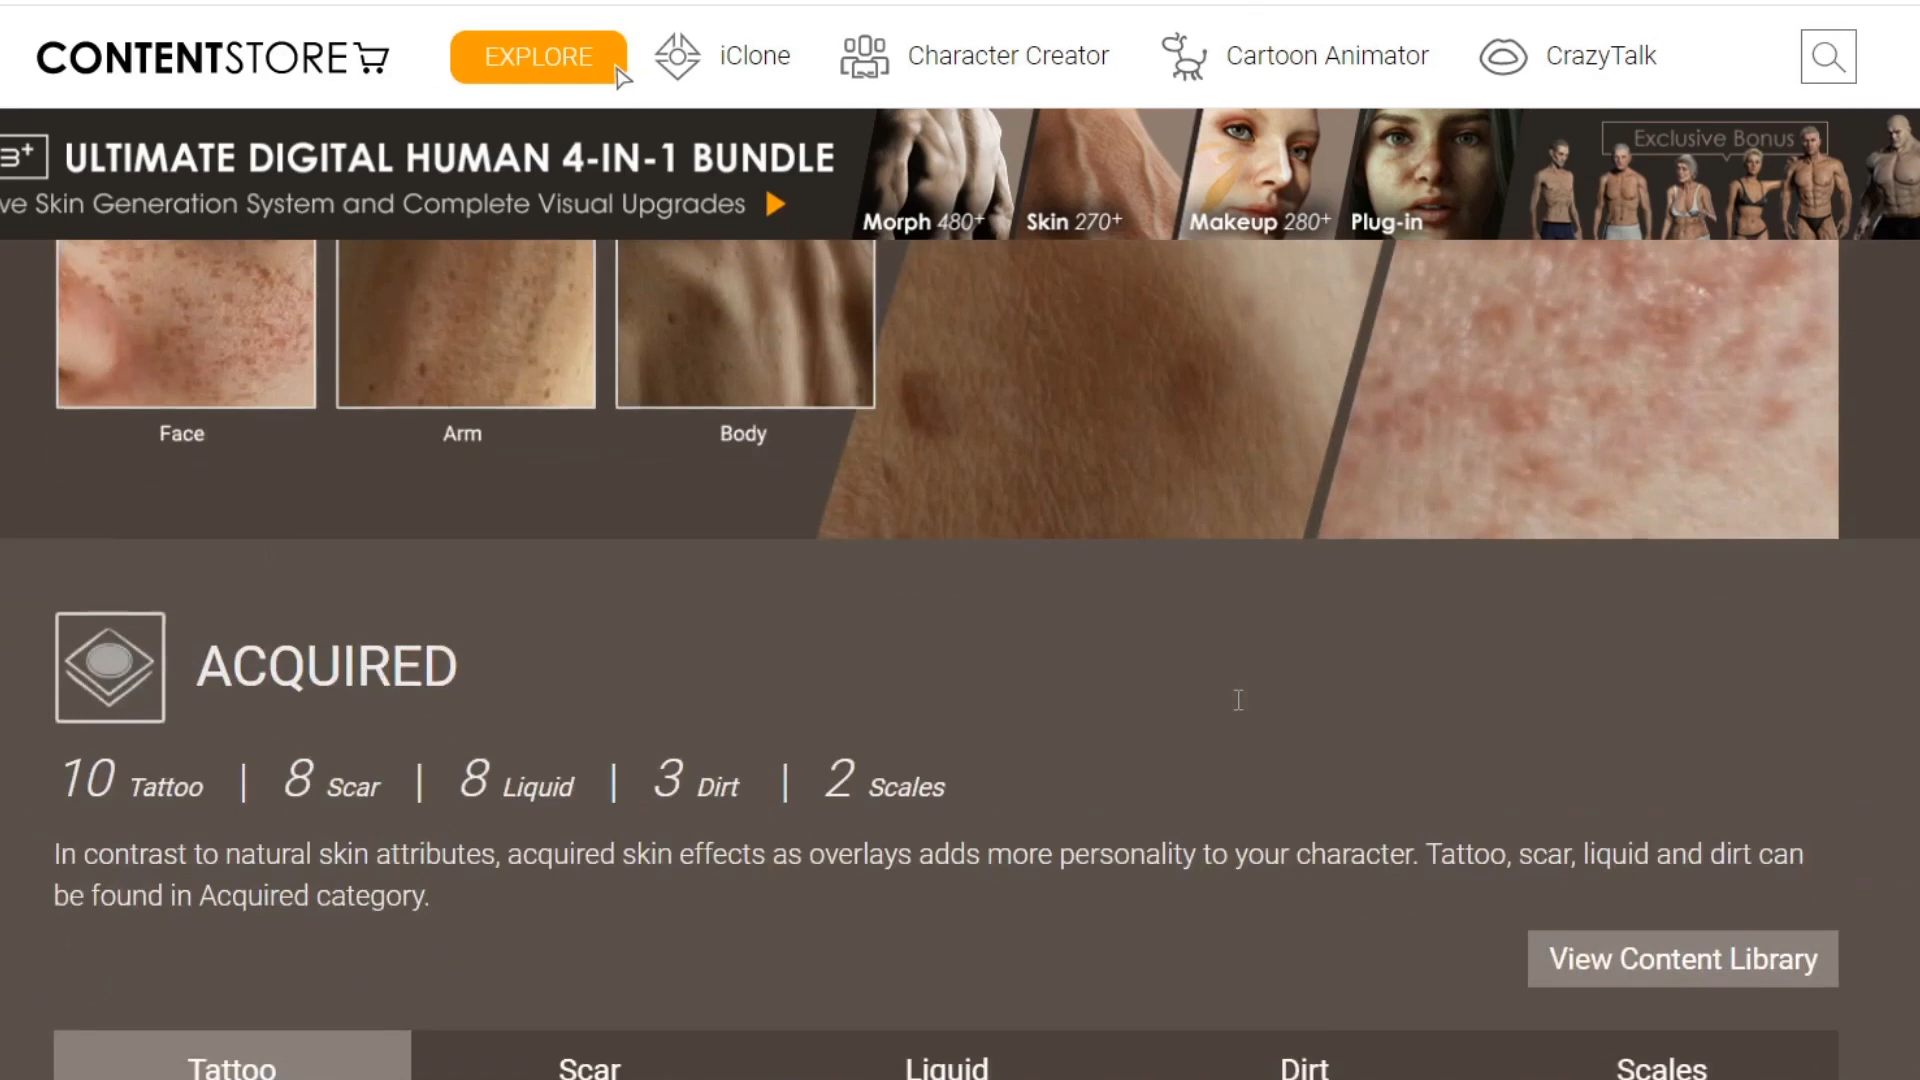 CONTENTSTORE
EXPLORE
iClone
Character Creator
Cartoon Animator
CrazyTalk
3+ ULTIMATE DIGITAL HUMAN 4-IN-1 BUNDLE
ve Skin Generation System and Complete Visual Upgrades
Morph 480+
Skin 270+
Makeup 280+
Plug-in
Exclusive Bonus
Face
Arm
Body
ACQUIRED
10 Tattoo | 8 Scar | 8 Liquid | 3 Dirt | 2 Scales
In contrast to natural skin attributes, acquired skin effects as overlays adds more personality to your character. Tattoo, scar, liquid and dirt can
be found in Acquired category.
View Content Library
Tattoo
Scar
Liquid
Dirt
Scales